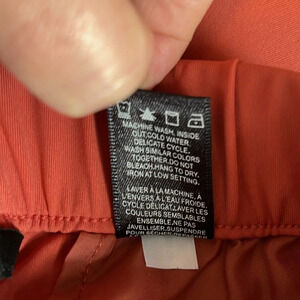 MACHINE WASH. INSIDE
OUT.COLD WATER.
DELICATE CYCLE.
WASH SIMILAR COLORS
TOGETHER.DO NOT
BLEACH.HANG TO DRY.
IRON AT LOW SETTING.
LAVER À LA MACHINE, À
L'ENVERS À L'EAU FROIDE.
CYCLE DÉLICAT.LAVER LES
COULEURS SEMBLABLES
ENSEMBLE.NE PAS
JAVELLISER. SUSPENDRE
POUR SÉCHER.